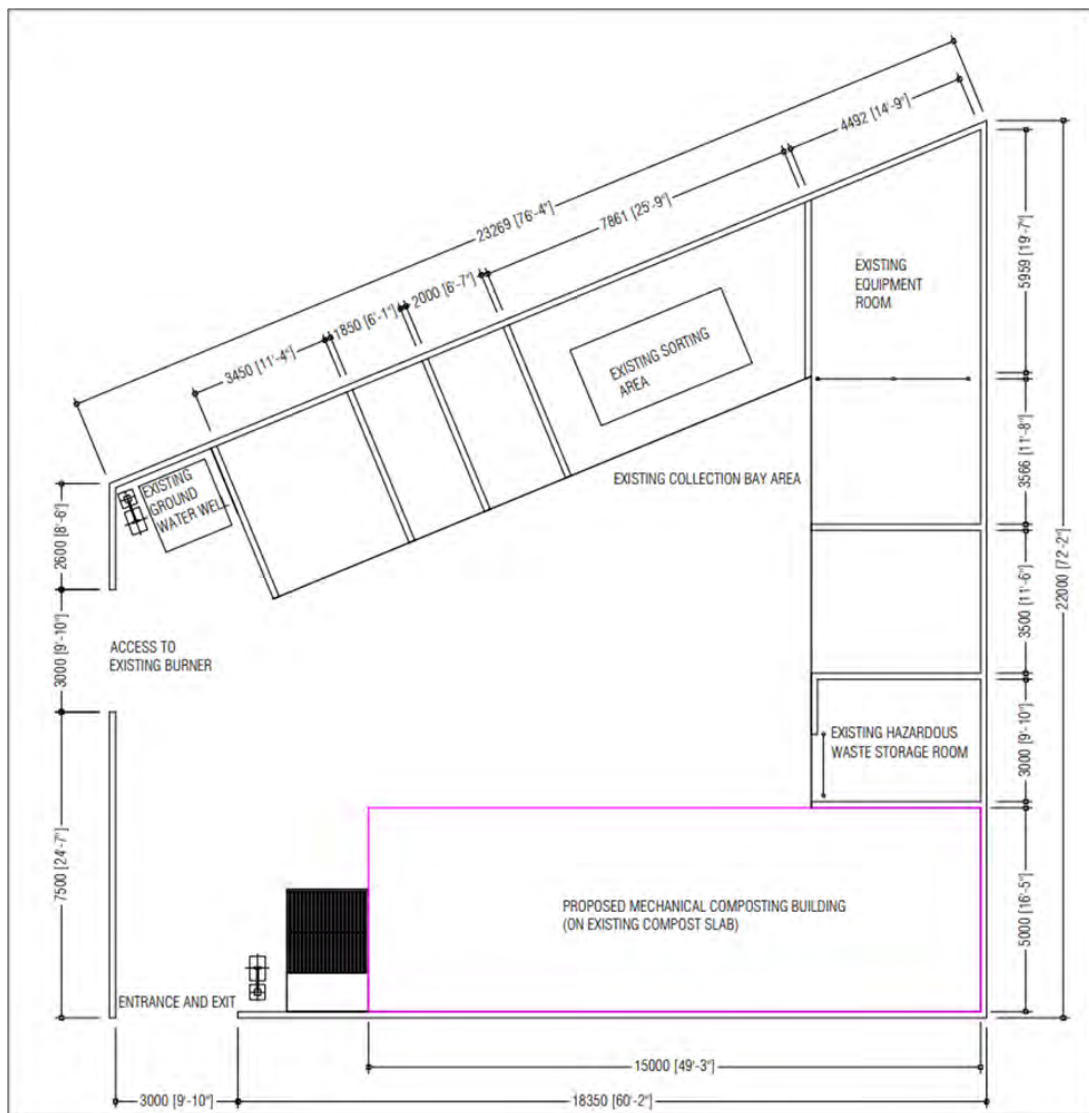 4492 [14'-9"]
7861 [25'-9"]
23269 [76'-4"]
2000 [6'-7"]
1850 [6'-1"]
3450 [11'-4"]
5959 [19'-7"]
EXISTING
EQUIPMENT
ROOM
EXISTING SORTING
AREA
3566 [11'-8"]
EXISTING COLLECTION BAY AREA
EXISTING
GROUND
WATER WELL
2600 [8'-6"]
22000 [72'-2"]
3500 [11'-6"]
3000 [9'-10"]
ACCESS TO
EXISTING BURNER
EXISTING HAZARDOUS
WASTE STORAGE ROOM
3000 [9'-10"]
7500 [24'-7"]
PROPOSED MECHANICAL COMPOSTING BUILDING
(ON EXISTING COMPOST SLAB)
5000 [16'-5"]
ENTRANCE AND EXIT
15000 [49'-3"]
3000 [9'-10"]
18350 [60'-2"]